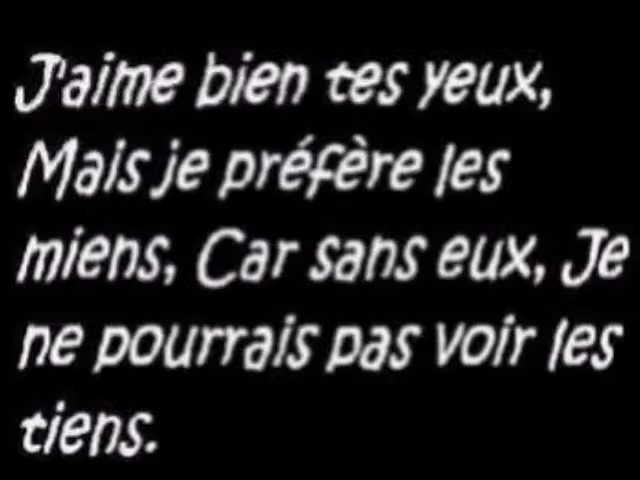 J'aime bien tes yeux,
Mais je préfère les
miens, Car sans eux, Je
ne pourrais pas voir les
tiens.